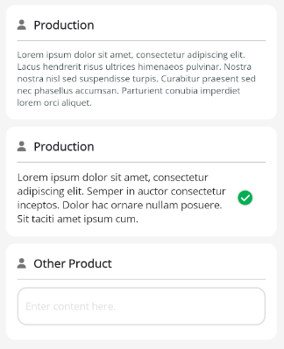 Production
Lorem ipsum dolor sit amet, consectetur adipiscing elit.
Lacus hendrerit risus ultrices himenaeos pulvinar. Nostra
nostra nisl sed suspendisse turpis. Curabitur praesent sed
nec phasellus accumsan. Parturient conubia imperdiet
lorem orci aliquet.
Production
Lorem ipsum dolor sit amet, consectetur
adipiscing elit. Semper in auctor consectetur
inceptos. Dolor hac ornare nullam posuere.
Sit taciti amet ipsum cum.
Other Product
Enter content here.